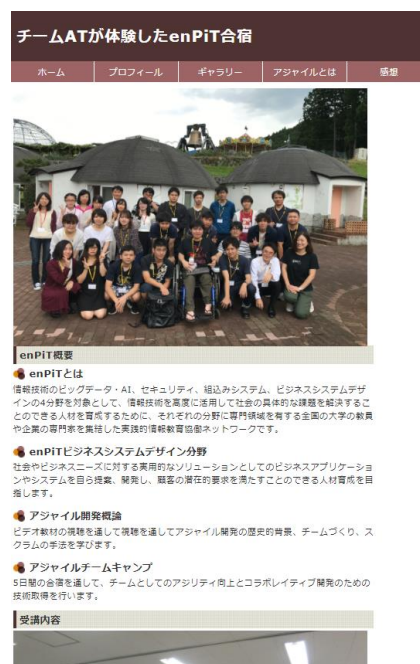 チームATが体験したenPiT合宿
ホーム
プロフィール
ギャラリー
アジャイルとは
感想
enPiT概要
enPiTとは
情報技術のビッグデータ・AI、セキュリティ、組込みシステム、ビジネスシステムデザ
インの4分野を対象として、情報技術を高度に活用して社会の具体的な課題を解決するこ
とのできる人材を育成するために、それぞれの分野に専門領域を有する全国の大学の教員
や企業の専門家を集結した実践的情報教育協働ネットワークです。
enPiTビジネスシステムデザイン分野
社会やビジネスニーズに対する実用的なソリューションとしてのビジネスアプリケーショ
ンやシステムを自ら提案、開発し、顧客の潜在的要求を満たすことのできる人材育成を目
指します。
アジャイル開発概論
ビデオ教材の視聴を通して視聴を通してアジャイル開発の歴史的背景、チームづくり、ス
クラムの手法を学びます。
アジャイルチームキャンプ
5日間の合宿を通して、チームとしてのアジリティ向上とコラボレイティブ開発のための
技術取得を行います。
受講内容